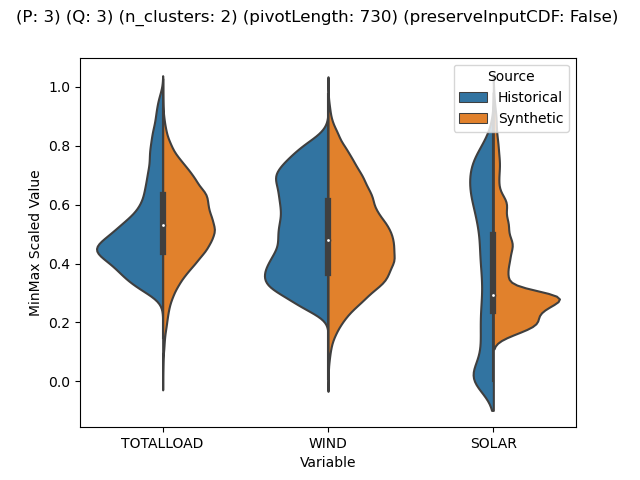 (P: 3) (Q: 3) (n_clusters: 2) (pivotLength: 730) (preserveInputCDF: False)
Source
Historical
Synthetic
MinMax Scaled Value
1.0
0.8
0.6
0.4
0.2
0.0
TOTALLOAD WIND SOLAR
Variable